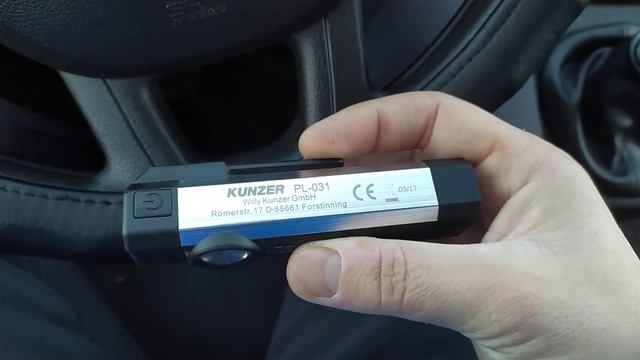 KUNZER PL-031
Willy Kunzer GmbH
Römerstr. 17 D-85661 Forstinning
CE
03/17